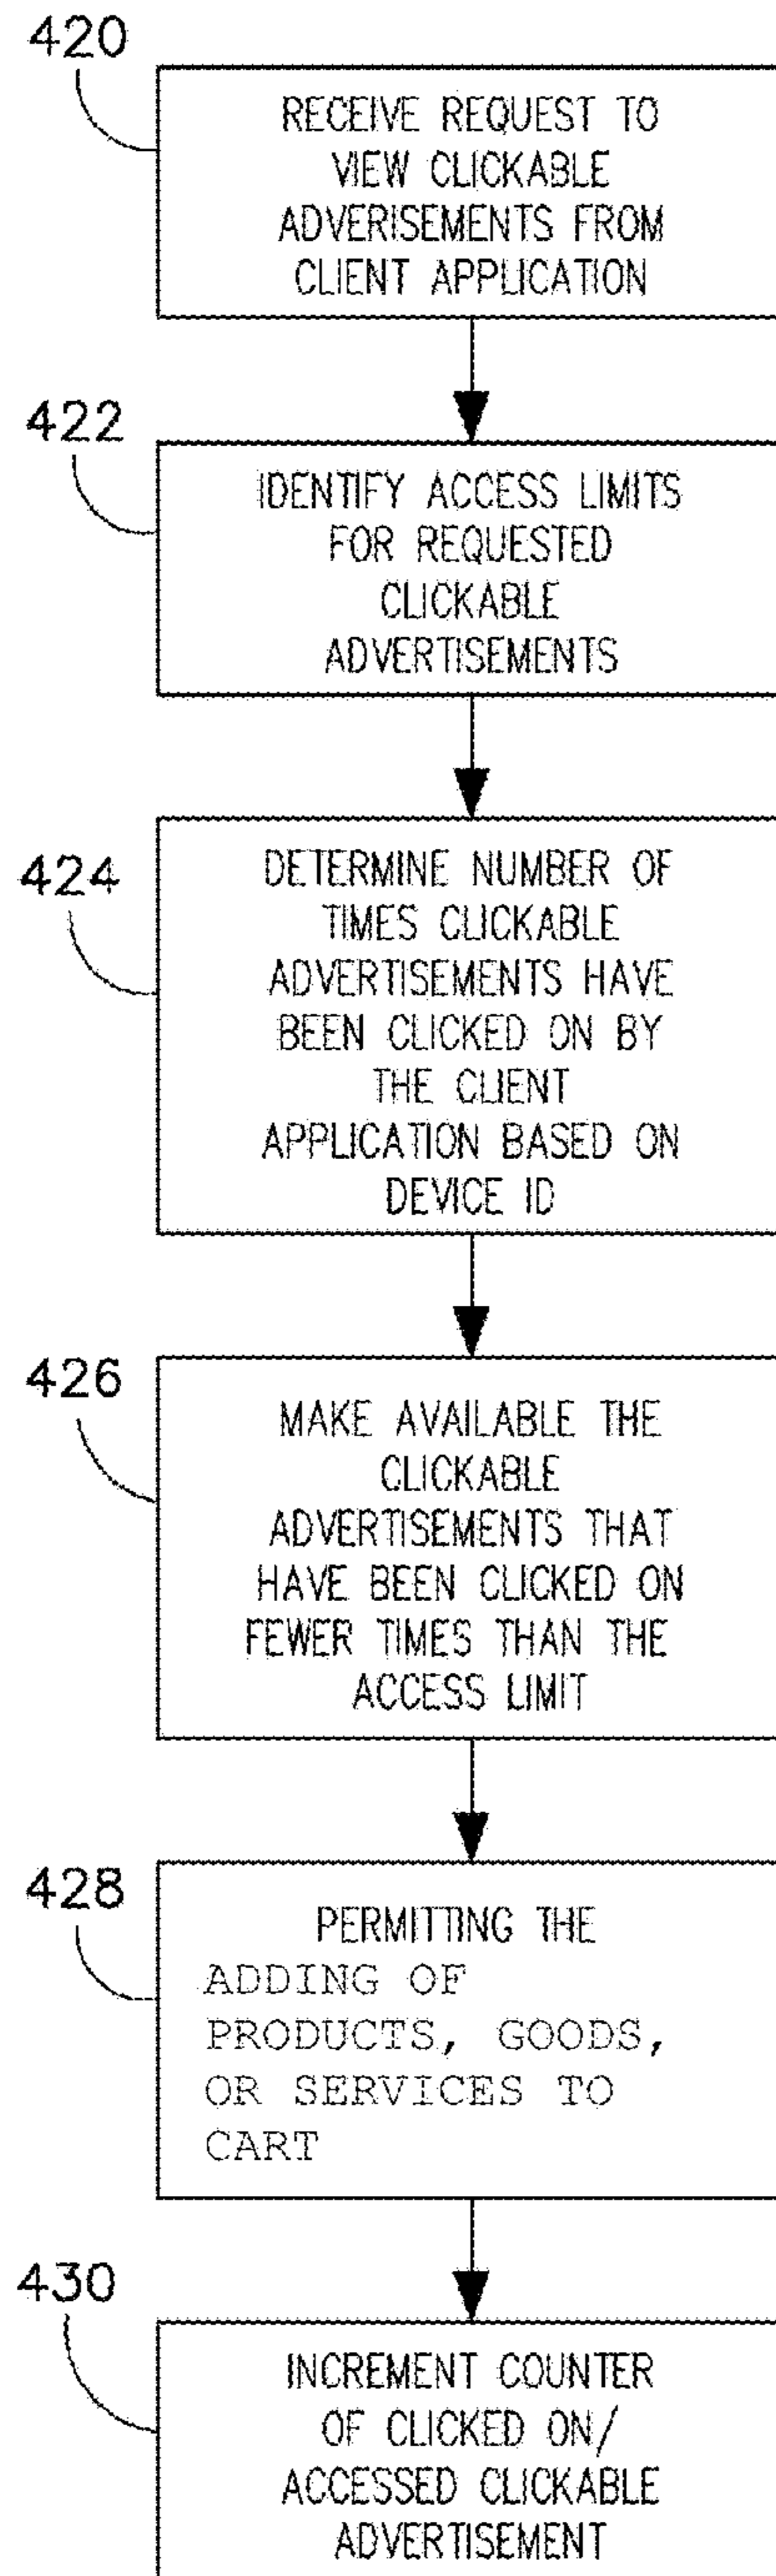 420
RECEIVE REQUEST TO
VIEW CLICKABLE
ADVERISEMENTS FROM
CLIENT APPLICATION
422
IDENTIFY ACCESS LIMITS
FOR REQUESTED
CLICKABLE
ADVERTISEMENTS
424
DETERMINE NUMBER OF
TIMES CLICKABLE
ADVERTISEMENTS HAVE
BEEN CLICKED ON BY
THE CLIENT
APPLICATION BASED ON
DEVICE ID
426
MAKE AVAILABLE THE
CLICKABLE
ADVERTISEMENTS THAT
HAVE BEEN CLICKED ON
FEWER TIMES THAN THE
ACCESS LIMIT
428
PERMITTING THE
ADDING OF
PRODUCTS, GOODS,
OR SERVICES TO
CART
430
INCREMENT COUNTER
OF CLICKED ON/
ACCESSED CLICKABLE
ADVERTISEMENT